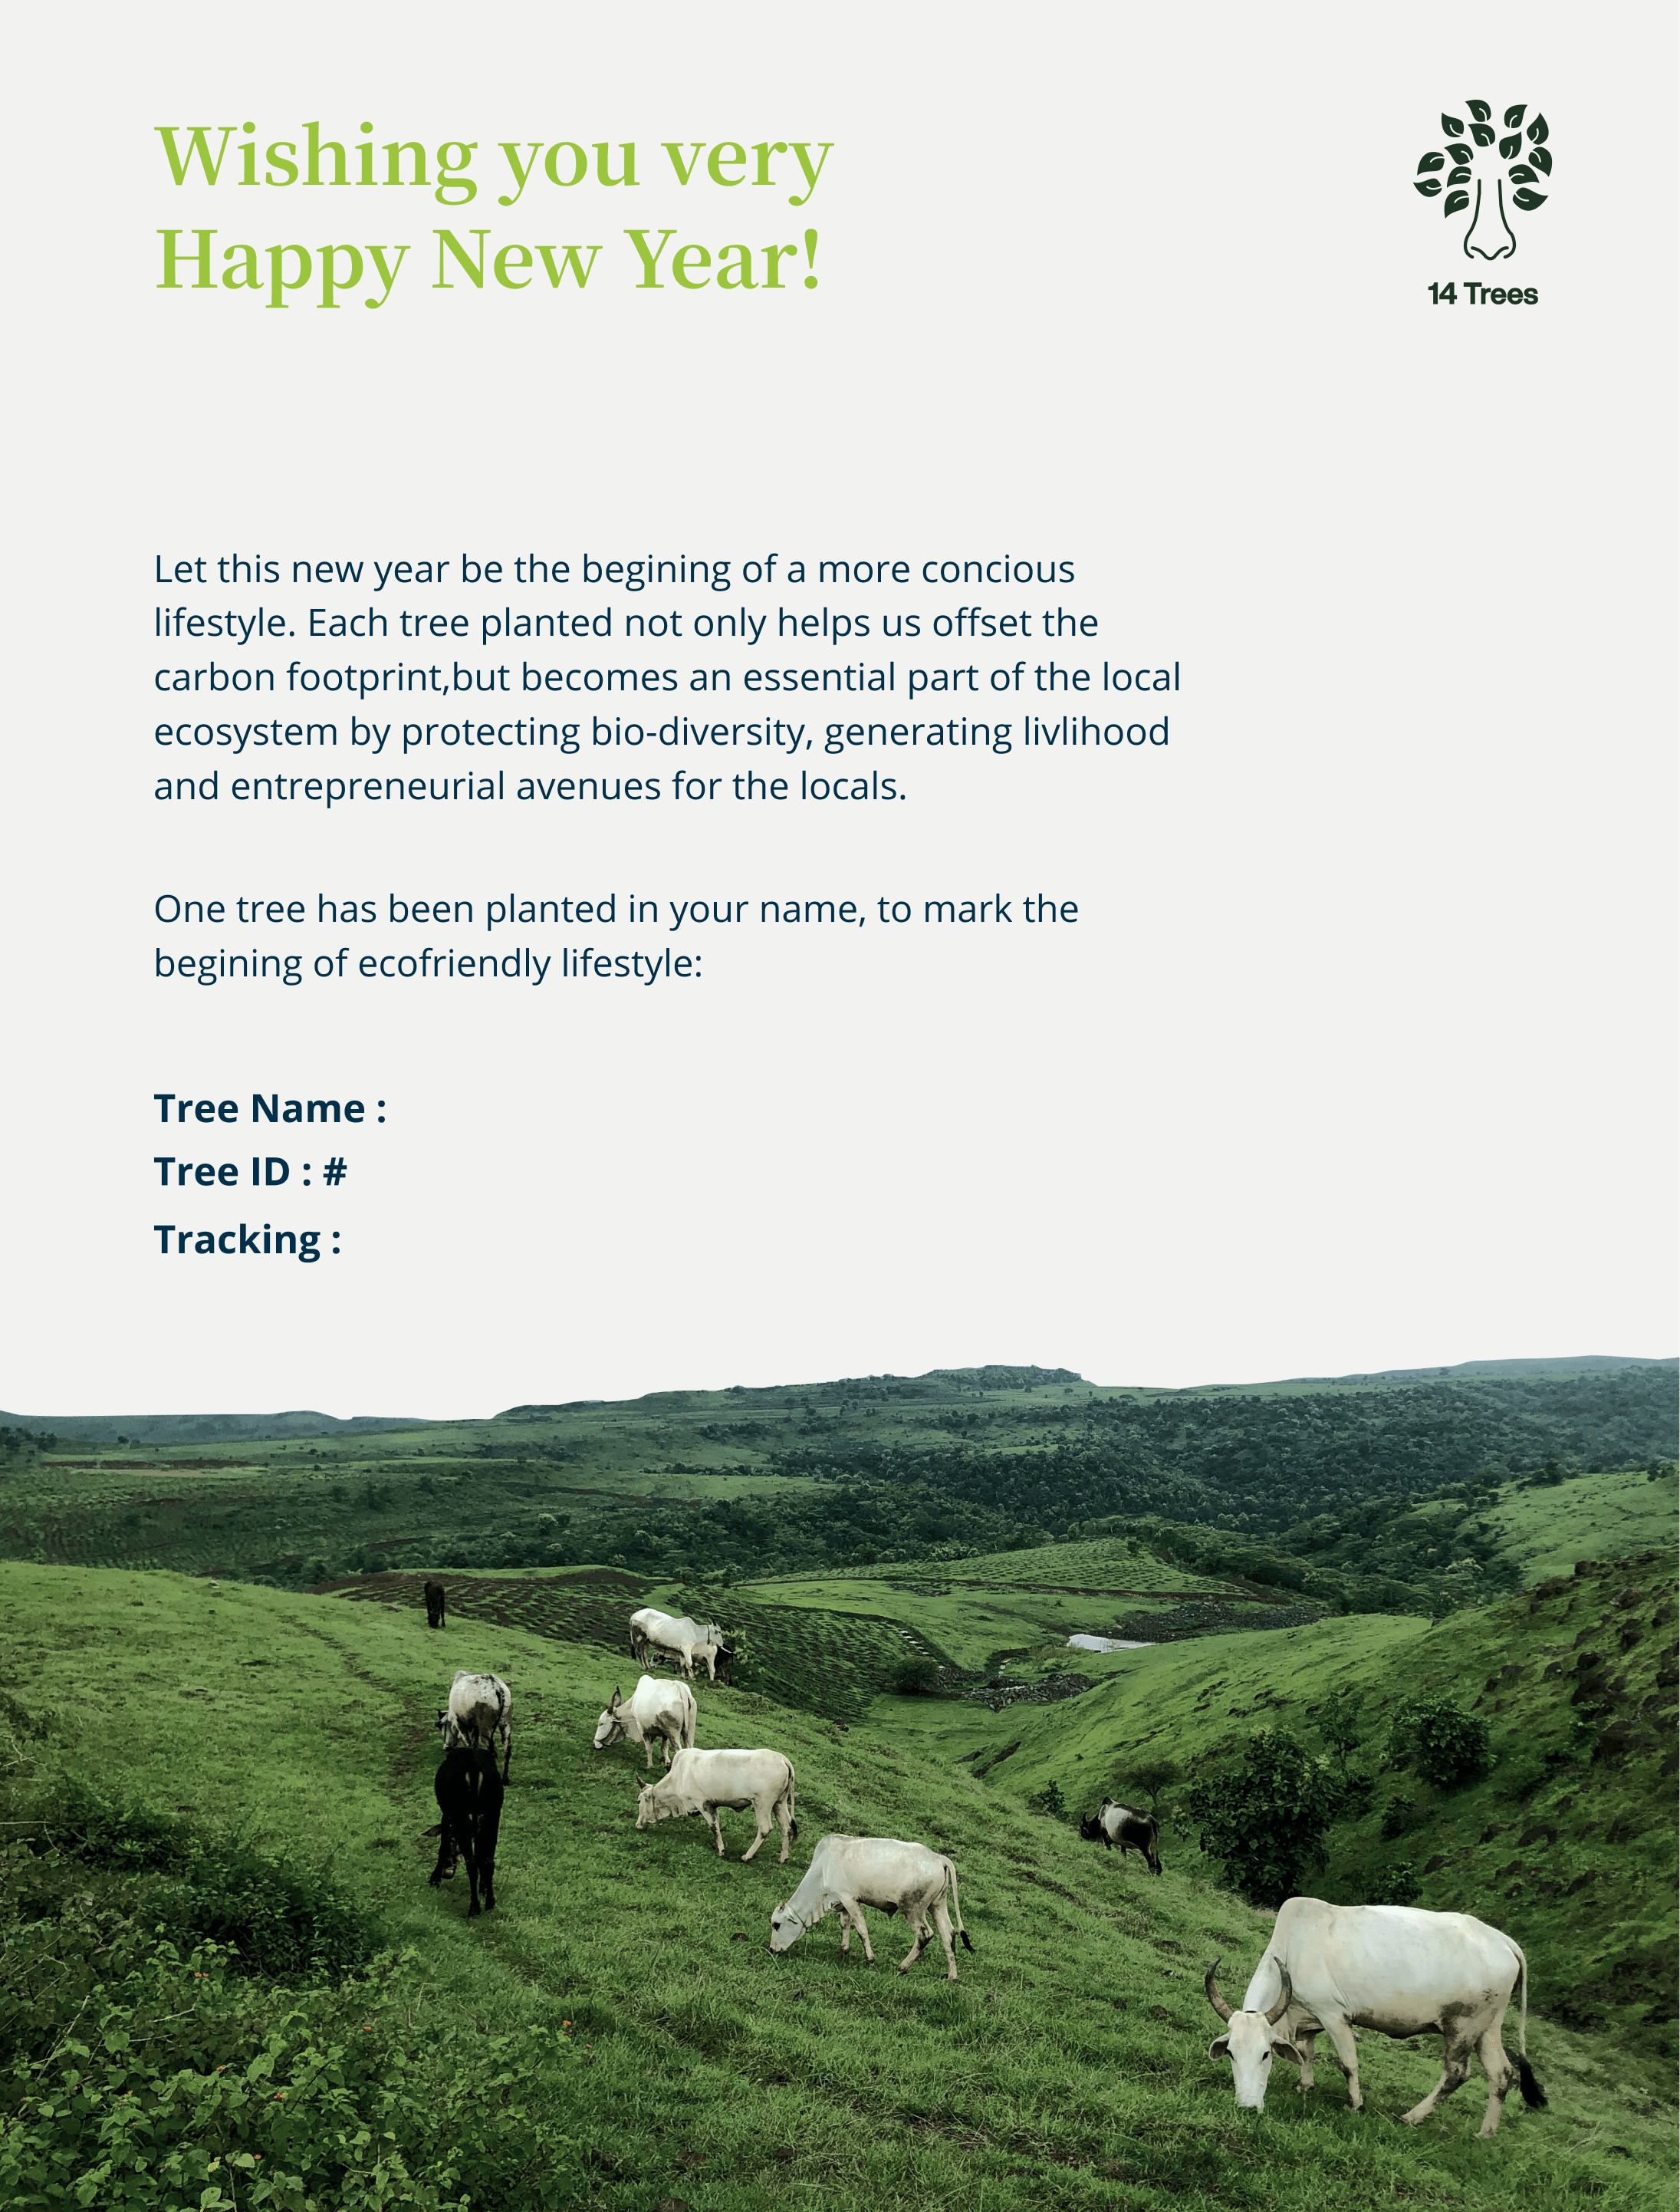 Wishing you very
Happy New Year!
14 Trees
Let this new year be the begining of a more concious
lifestyle. Each tree planted not only helps us offset the
carbon footprint,but becomes an essential part of the local
ecosystem by protecting bio-diversity, generating livlihood
and entrepreneurial avenues for the locals.
One tree has been planted in your name, to mark the
begining of ecofriendly lifestyle:
Tree Name :
Tree ID : #
Tracking :